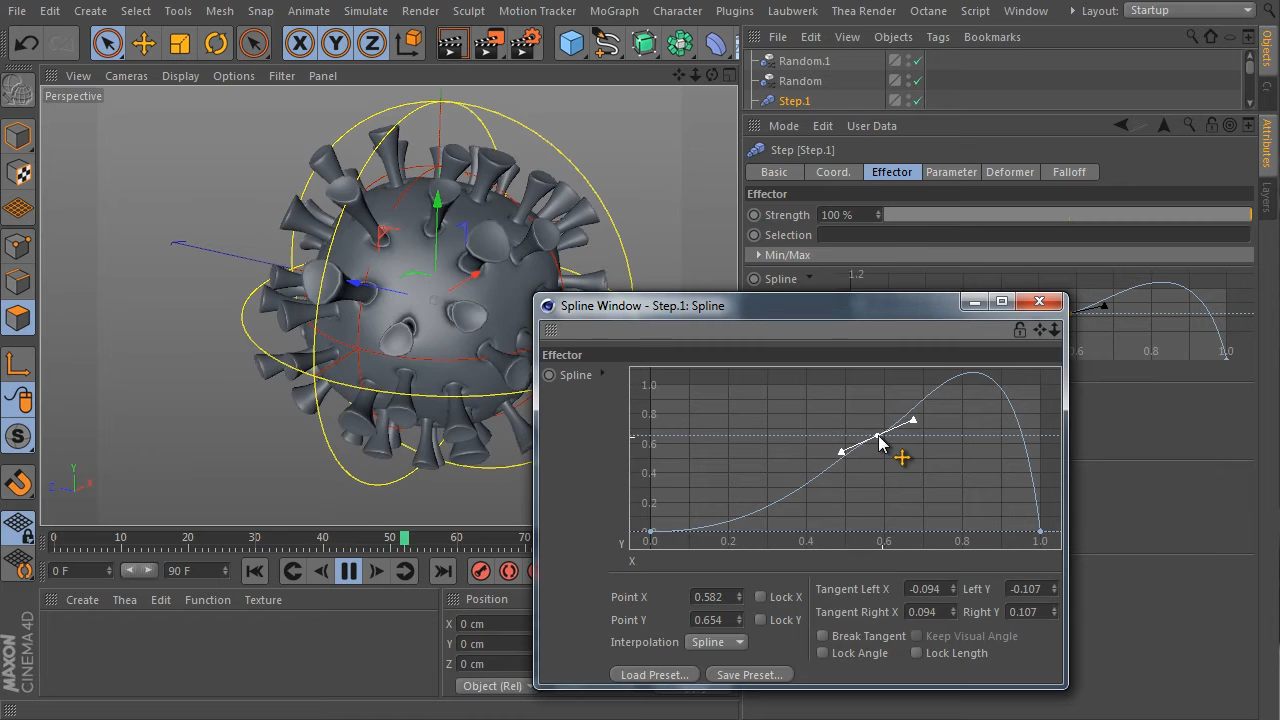 File Edit Create Select Tools Mesh Snap Animate Simulate Render Sculpt Motion Tracker MoGraph Character Plugins Laubwerk Thea Render Octane Script Window Layout: Startup
File Edit View Objects Tags Bookmarks
View Cameras Display Options Filter Panel
Perspective
Random.1
Random
Step.1
Mode Edit User Data
Step [Step.1]
Basic Coord. Effector Parameter Deformer Falloff
Effector
Strength 100 %
Selection
Min/Max
Spline 1.2
0.6 0.8 1.0
Objects
Attributes
Layers
Spline Window - Step.1: Spline
Effector
Spline
1.0
0.8
0.6
0.4
0.2
Y 0.0 0.2 0.4 0.6 0.8 1.0
X
Point X 0.582 Lock X
Point Y 0.654 Lock Y
Interpolation Spline
Tangent Left X -0.094 Left Y -0.107
Tangent Right X 0.094 Right Y 0.107
Break Tangent Keep Visual Angle
Lock Angle Lock Length
Load Preset... Save Preset...
Y
Z X
0 10 20 30 40 50 60 70
0 F 90 F
Create Thea Edit Function Texture
Position
X 0 cm
Y 0 cm
Z 0 cm
Object (Rel)
MAXON
CINEMA 4D